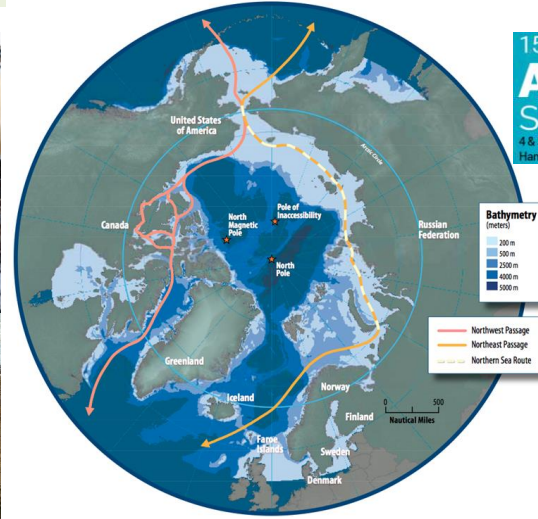 15
A
S
4 &
Han
United States
of America
Arctic Circle
Canada
North
Magnetic
Pole
Pole of
Inaccessibility
North
Pole
Russian
Federation
Bathymetry
(meters)
200 m
500 m
2500 m
4000 m
5000 m
Northwest Passage
Northeast Passage
Northern Sea Route
Greenland
Iceland
Norway
Finland
Faroe
Islands
Sweden
Denmark
0 500
Nautical Miles